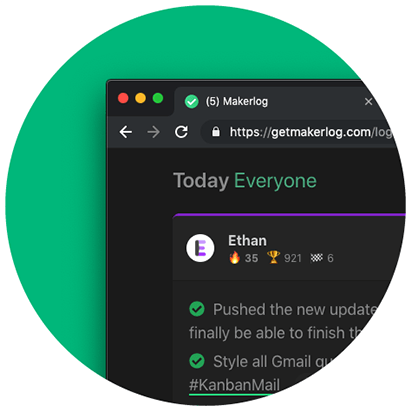 (5) Makerlog
https://getmakerlog.com/log
Today Everyone
E
Ethan
35 921 6
Pushed the new update
finally be able to finish th
Style all Gmail qu
#KanbanMail